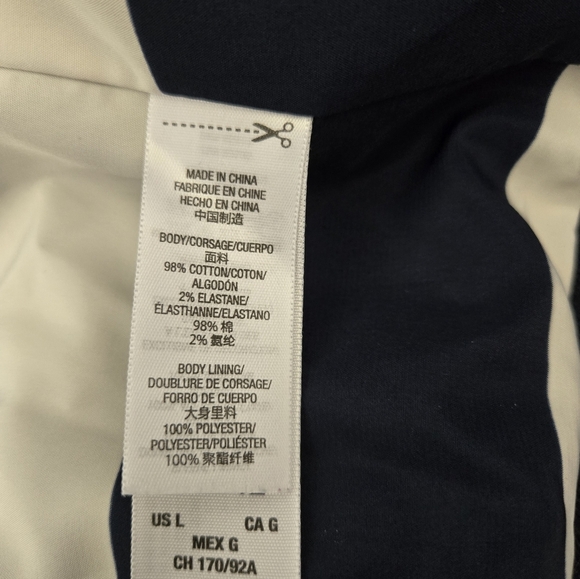 MADE IN CHINA
FABRIQUE EN CHINE
HECHO EN CHINA
中国制造
BODY/CORSAGE/CUERPO
面料
98% COTTON/COTON/
ALGODÓN
2% ELASTANE/
ÉLASTHANNE/ELASTANO
98% 棉
2% 氨纶
BODY LINING/
DOUBLURE DE CORSAGE/
FORRO DE CUERPO
大身里料
100% POLYESTER/
POLYESTER/POLIÉSTER
100% 聚酯纤维
US L CA G
MEX G
CH 170/92A